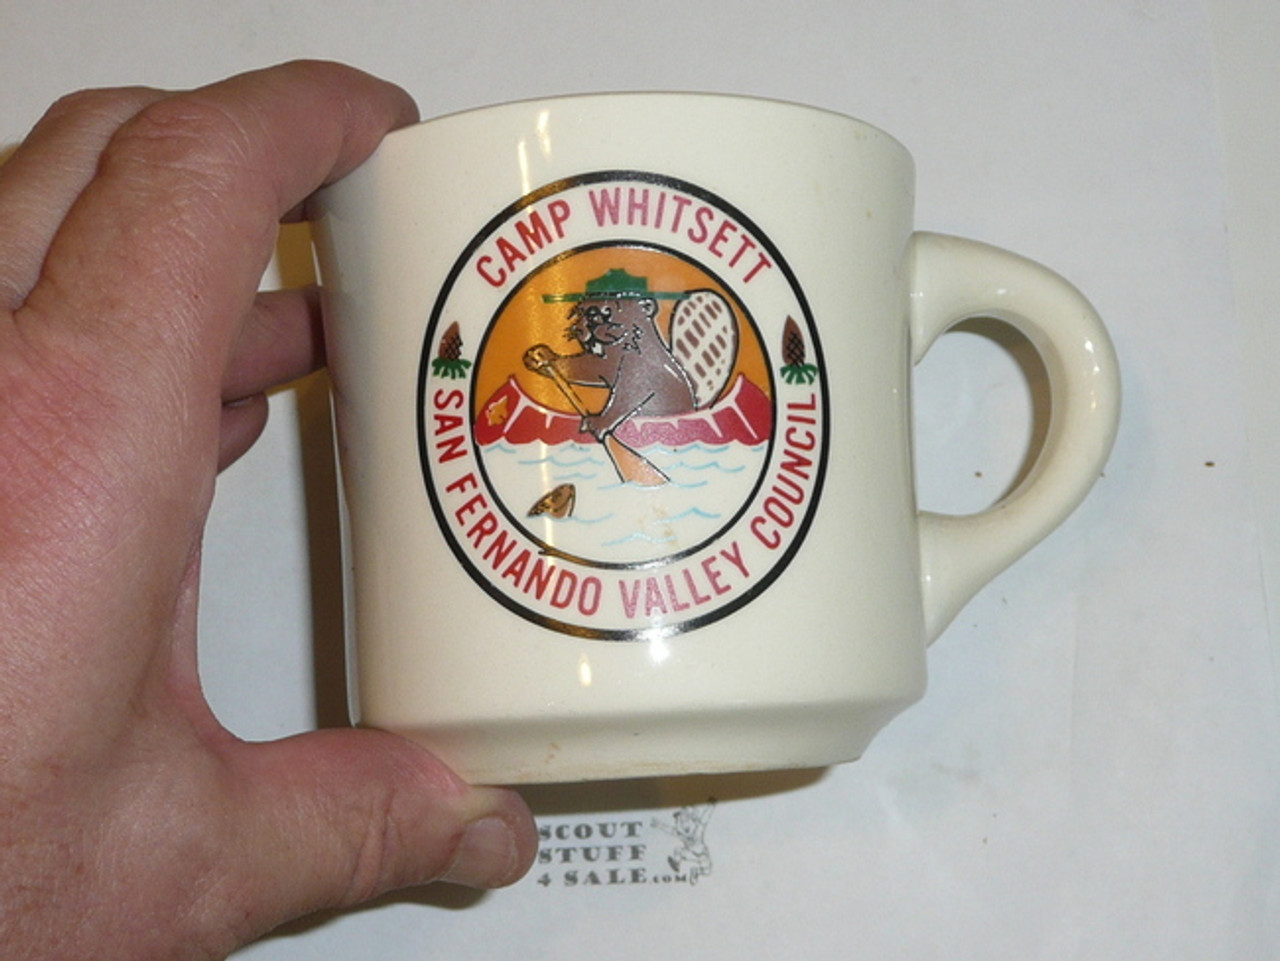 CAMP WHITSETT
SAN FERNANDO VALLEY COUNCIL
SCOUT
STUFF
4 SALE.COM